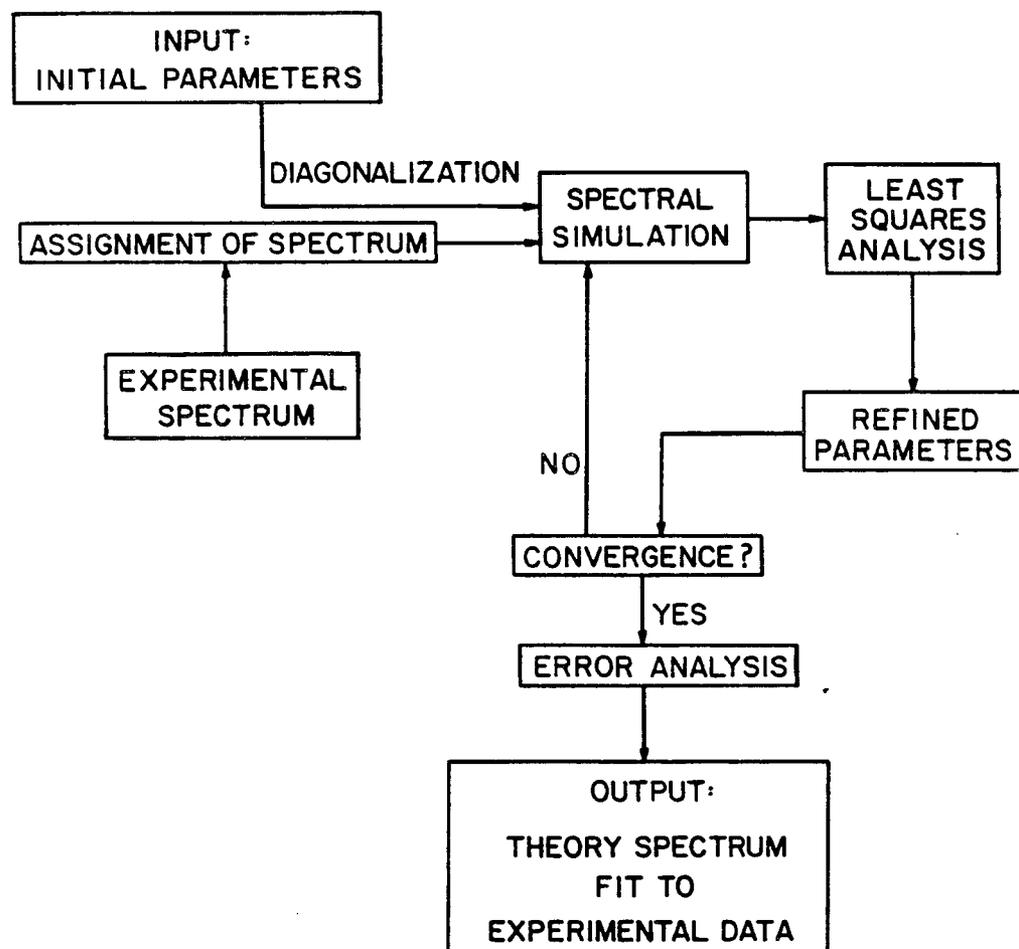 INPUT:
INITIAL PARAMETERS
DIAGONALIZATION
SPECTRAL
SIMULATION
LEAST
SQUARES
ANALYSIS
ASSIGNMENT OF SPECTRUM
EXPERIMENTAL
SPECTRUM
REFINED
PARAMETERS
NO
CONVERGENCE?
YES
ERROR ANALYSIS
OUTPUT:
THEORY SPECTRUM
FIT TO
EXPERIMENTAL DATA